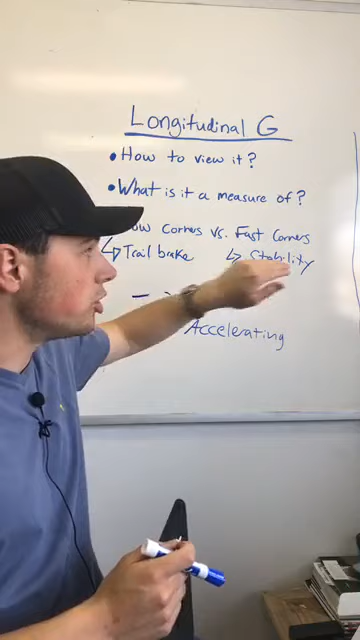 Longitudinal G
• How to view it?
• What is it a measure of?
ow Corners vs. Fast Corners
↳ Trail brake ↳ Stability
–
Accelerating